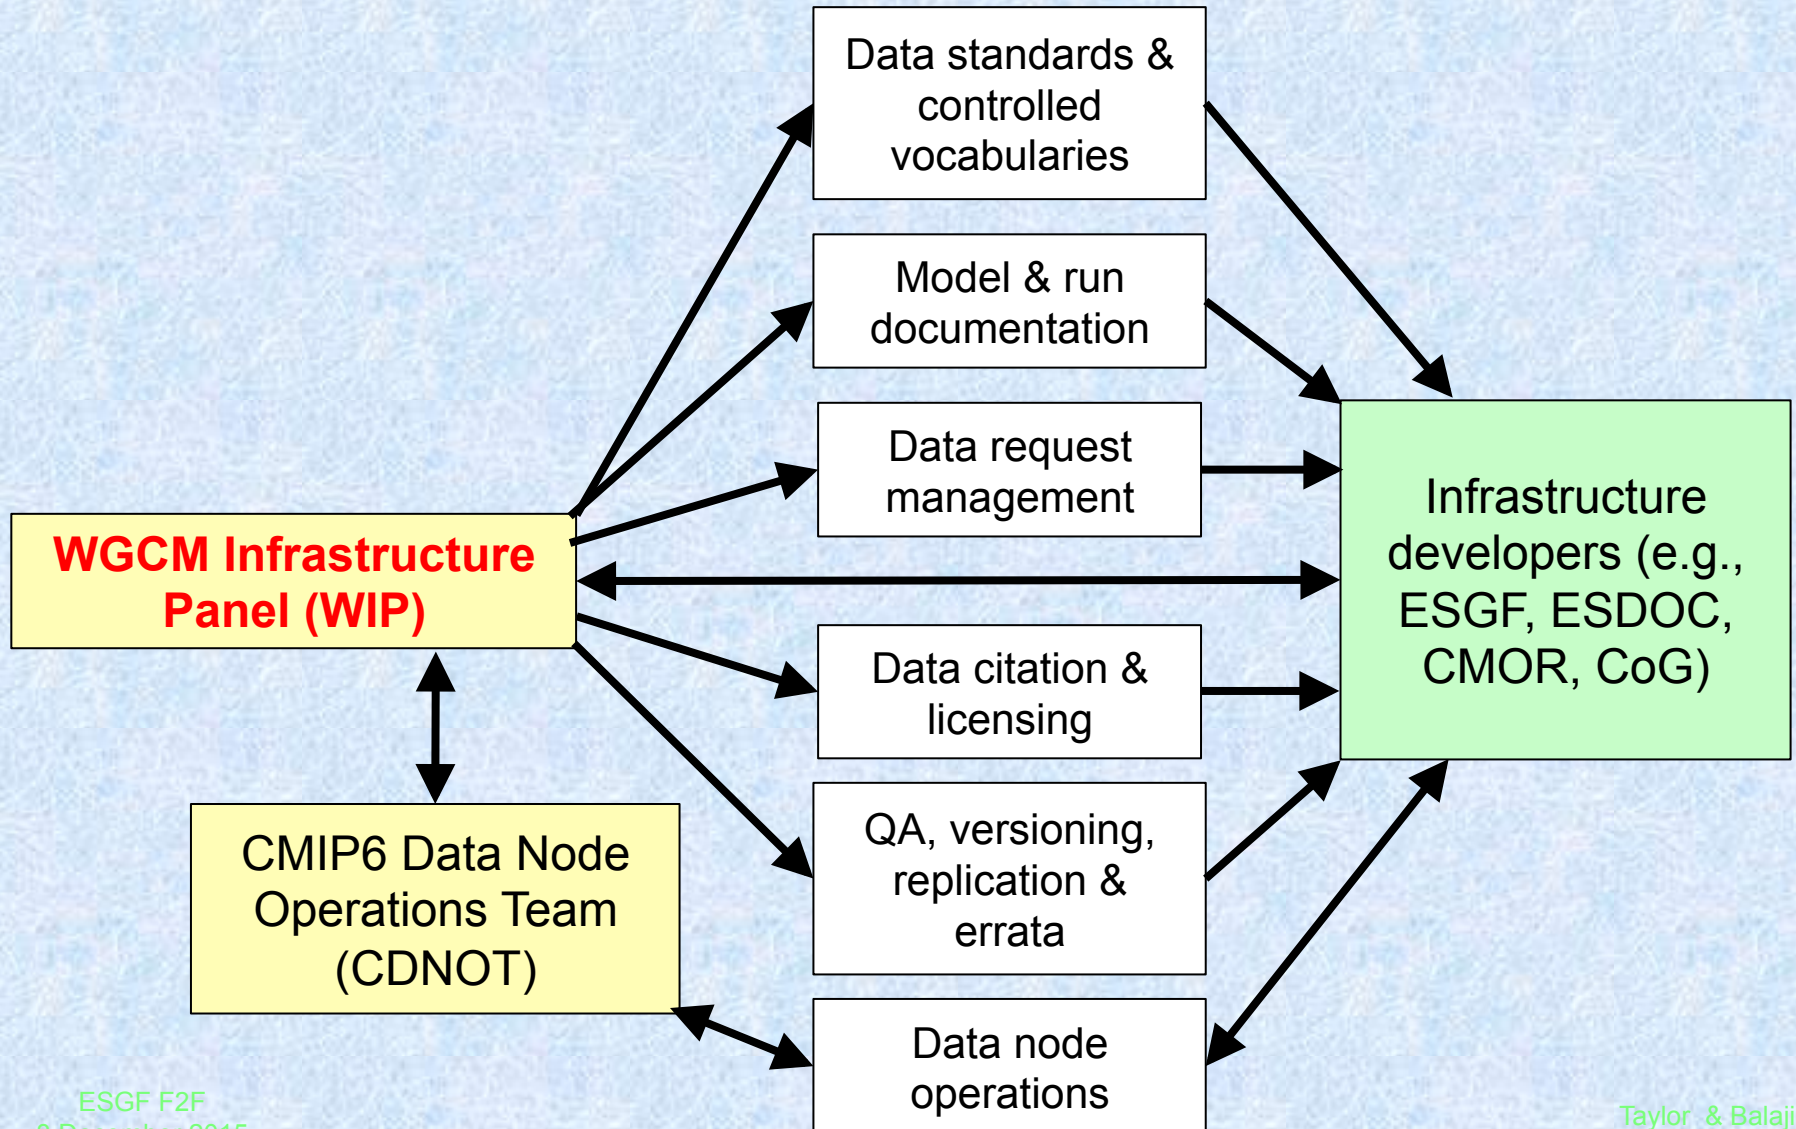 Data standards &
controlled
vocabularies
Model & run
documentation
Data request
management
WGCM Infrastructure
Panel (WIP)
Infrastructure
developers (e.g.,
ESGF, ESDOC,
CMOR, CoG)
Data citation &
licensing
CMIP6 Data Node
Operations Team
(CDNOT)
QA, versioning,
replication &
errata
Data node
operations
ESGF F2F
December 2015
Taylor & Balaji